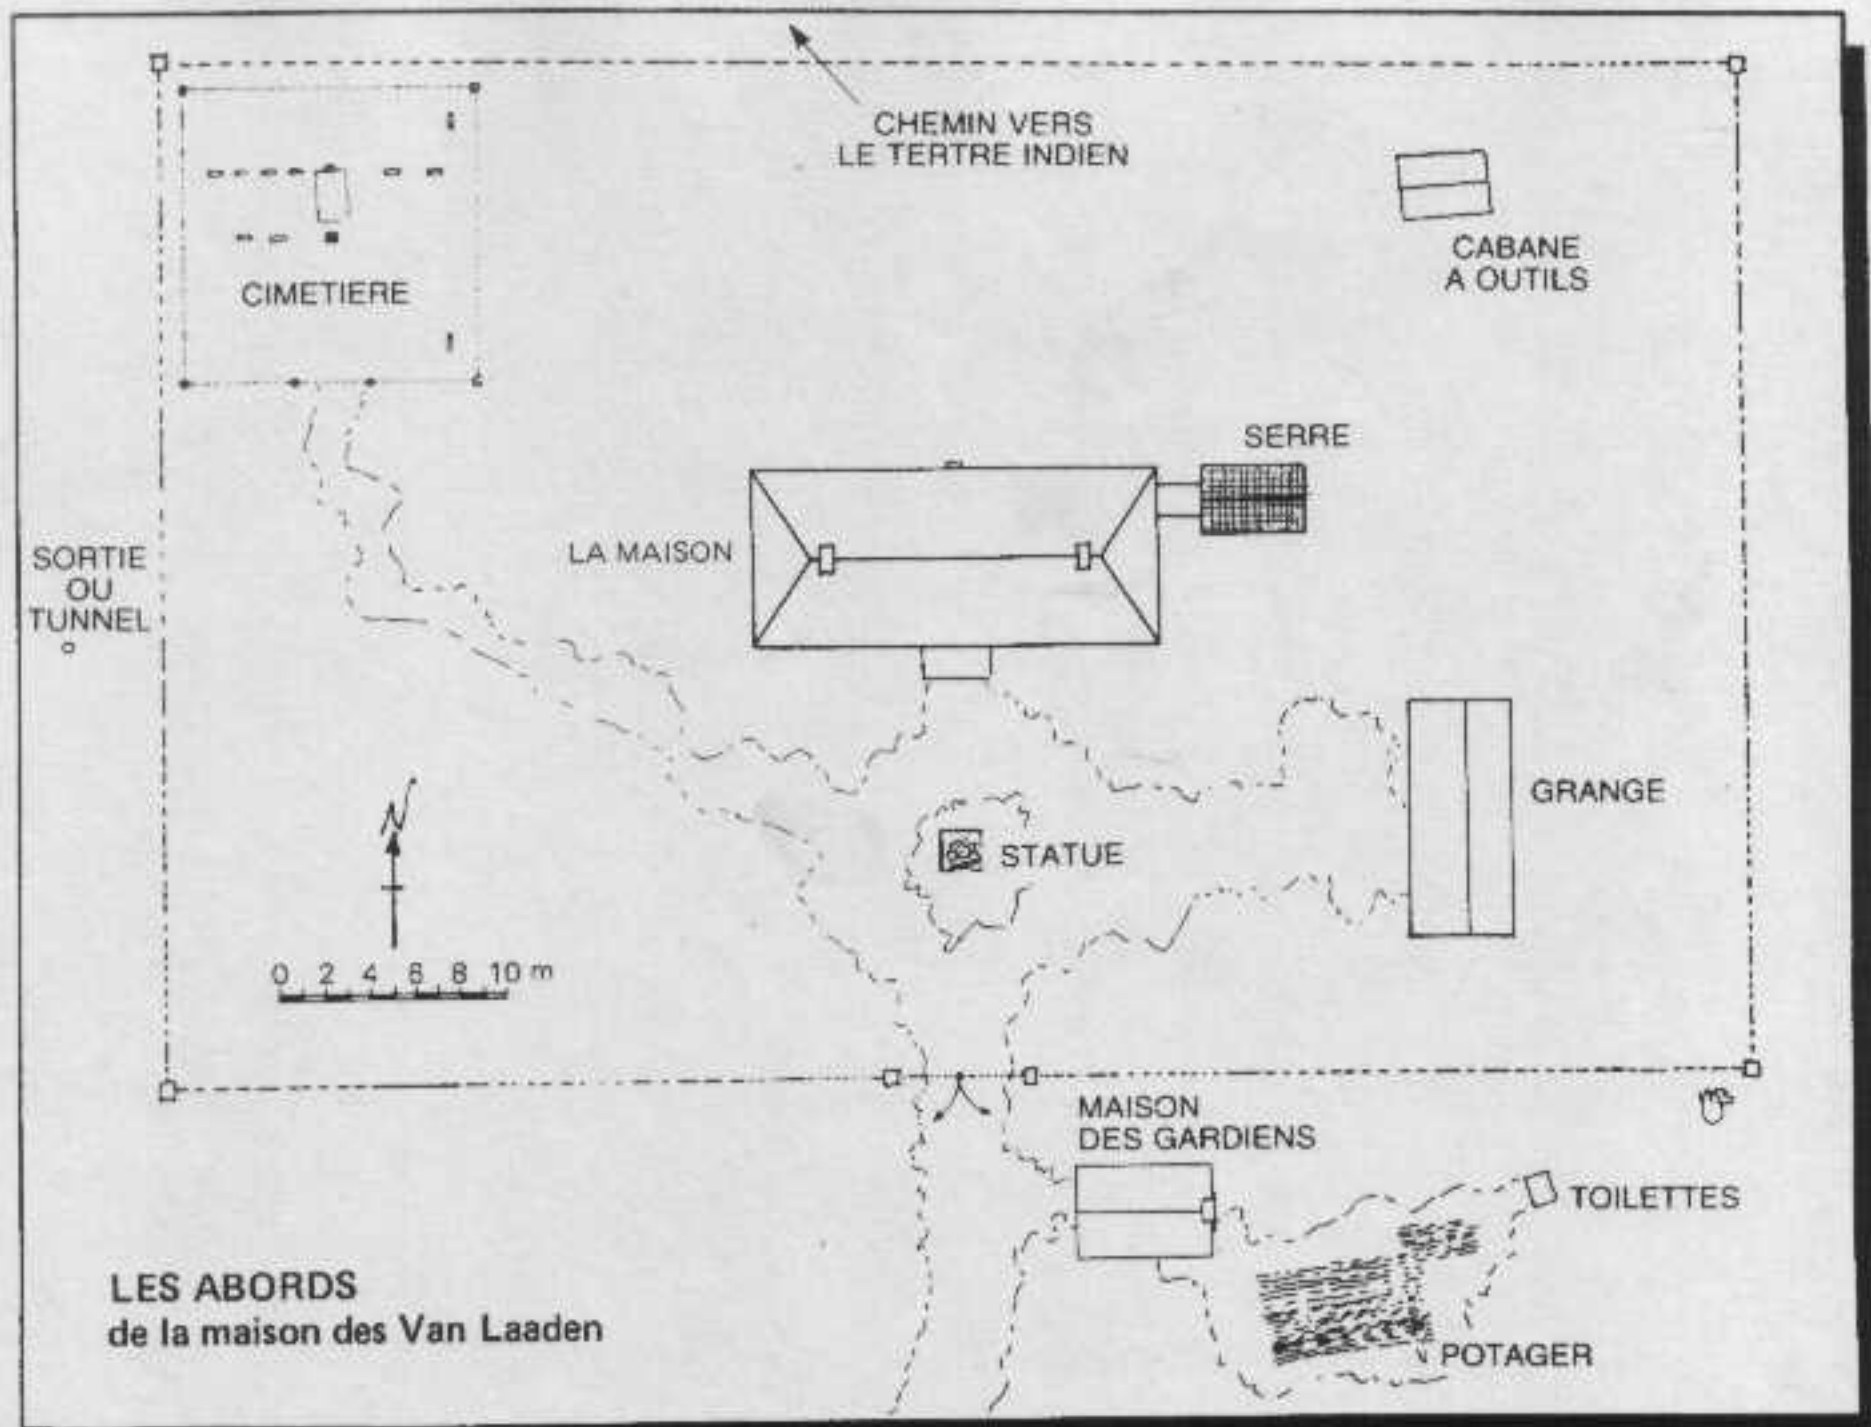 CHEMIN VERS
LE TERTRE INDIEN
CABANE
A OUTILS
CIMETIERE
SERRE
LA MAISON
SORTIE
OU
TUNNEL
GRANGE
STATUE
N
0 2 4 6 8 10 m
MAISON
DES GARDIENS
TOILETTES
POTAGER
LES ABORDS
de la maison des Van Laaden